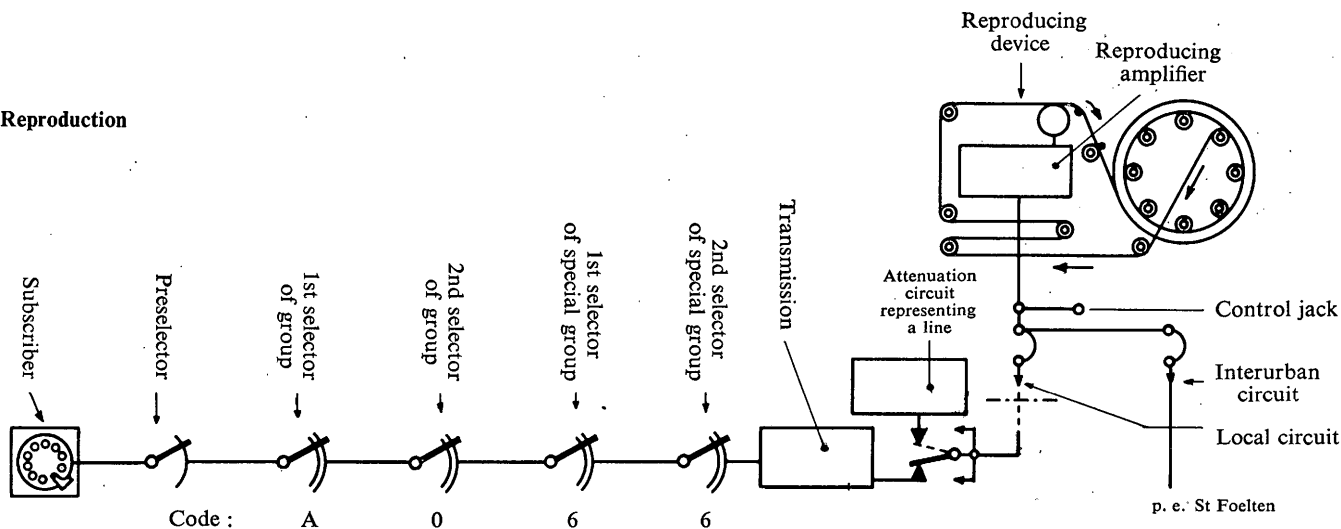 Reproducing
device
Reproducing
amplifier
Reproduction
Subscriber
Preselector
1st selector
of group
2nd selector
of group
1st selector
of special group
2nd selector
of special group
Transmission
Attenuation
circuit
representing
a line
Control jack
Interurban
circuit
Local circuit
p. e. St Foelten
Code : A 0 6 6